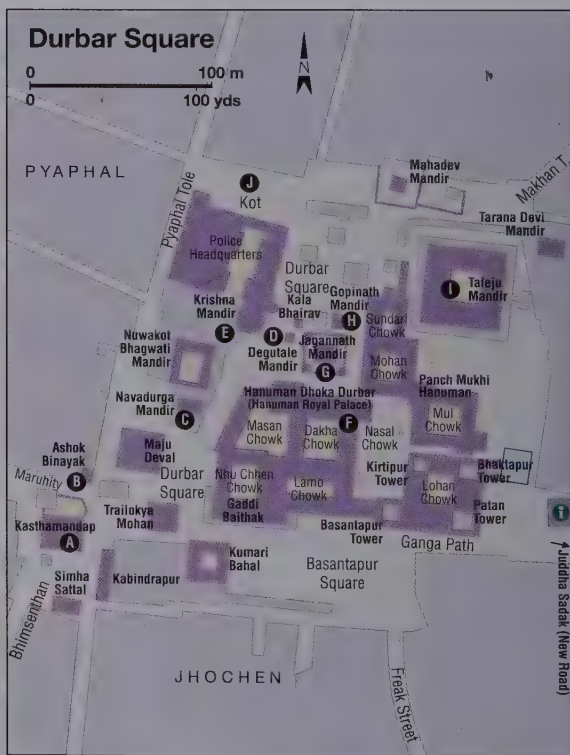 Durbar Square
0 100 m
0 100 yds
N
PYAPHAL
Pyaphal Tole
J
Kot
Mahadev
Mandir
Makhan T.
Tarana Devi
Mandir
Police
Headquarters
Durbar
Square
I
Taleju
Mandir
Krishna
Mandir
E
Kala
Bhairav
Gopinath
Mandir
H
Sundari
Chowk
D
Degutale
Mandir
Jagannath
Mandir
G
Mohan
Chowk
Nuwakot
Bhagwati
Mandir
Panch Mukhi
Hanuman
Hanuman Dhoka Durbar
(Hanuman Royal Palace)
F
Navadurga
Mandir
C
Masan
Chowk
Dakha
Chowk
Nasal
Chowk
Mul
Chowk
Maju
Deval
Ashok
Binayak
B
Maruhity
Durbar
Square
Nhu Chhen
Chowk
Gaddi
Baithak
Lamo
Chowk
Kirtipur
Tower
Lohan
Chowk
Bhaktapur
Tower
Patan
Tower
i
Kasthamandap
A
Trailokya
Mohan
Basantapur
Tower
Ganga Path
Kumari
Bahal
Basantapur
Square
Simha
Sattal
Kabindrapur
Bhimsenthan
JHOCHEN
Freak Street
Juddha Sadak (New Road)